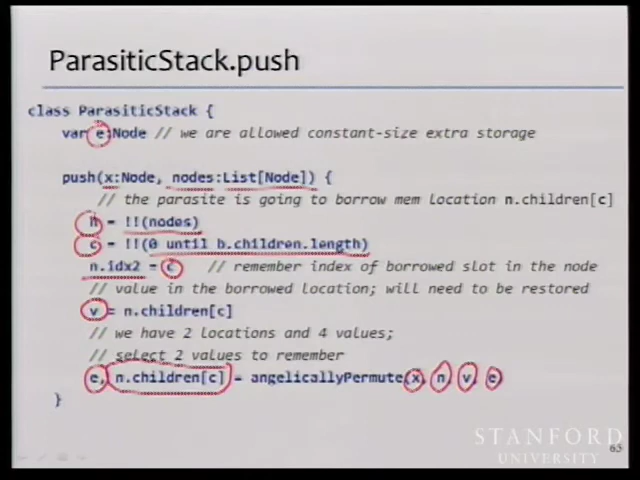 ParasiticStack.push
class ParasiticStack {
var e:Node // we are allowed constant-size extra storage
push(x:Node, nodes:List[Node]) {
// the parasite is going to borrow mem location n.children[c]
n = !!(nodes)
c = !!(0 until b.children.length)
n.idx2 = c // remember index of borrowed slot in the node
// value in the borrowed location; will need to be restored
v = n.children[c]
// we have 2 locations and 4 values;
// select 2 values to remember
e, n.children[c] = angelicallyPermute(x, n, v, e)
}
STANFORD
UNIVERSITY
63